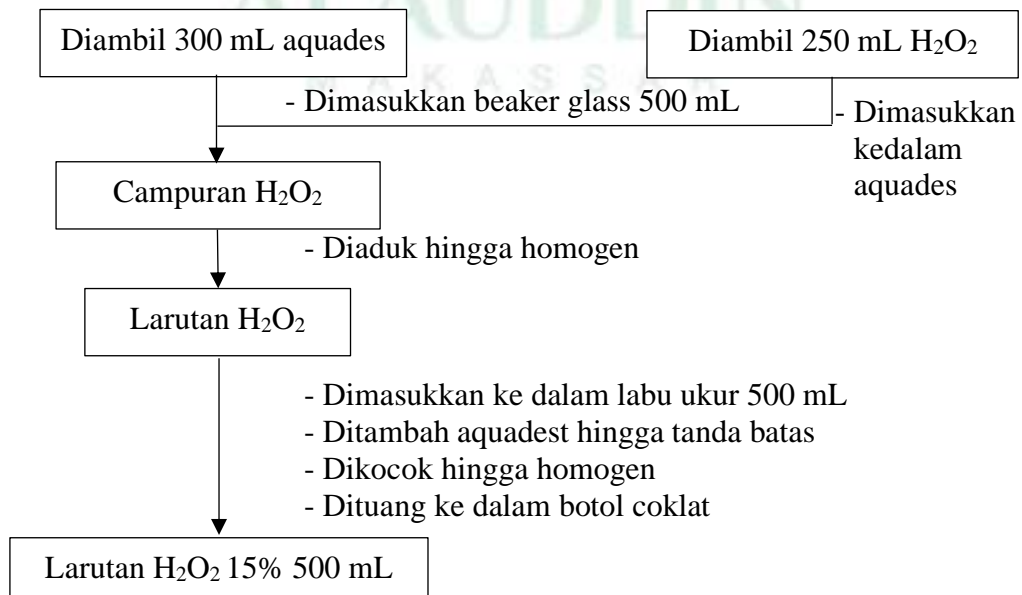 ALAUDDIN
MAKASSAR
Diambil 300 mL aquades
Diambil 250 mL H₂O₂
- Dimasukkan beaker glass 500 mL
- Dimasukkan
kedalam
aquades
Campuran H₂O₂
- Diaduk hingga homogen
Larutan H₂O₂
- Dimasukkan ke dalam labu ukur 500 mL
- Ditambah aquadest hingga tanda batas
- Dikocok hingga homogen
- Dituang ke dalam botol coklat
Larutan H₂O₂ 15% 500 mL